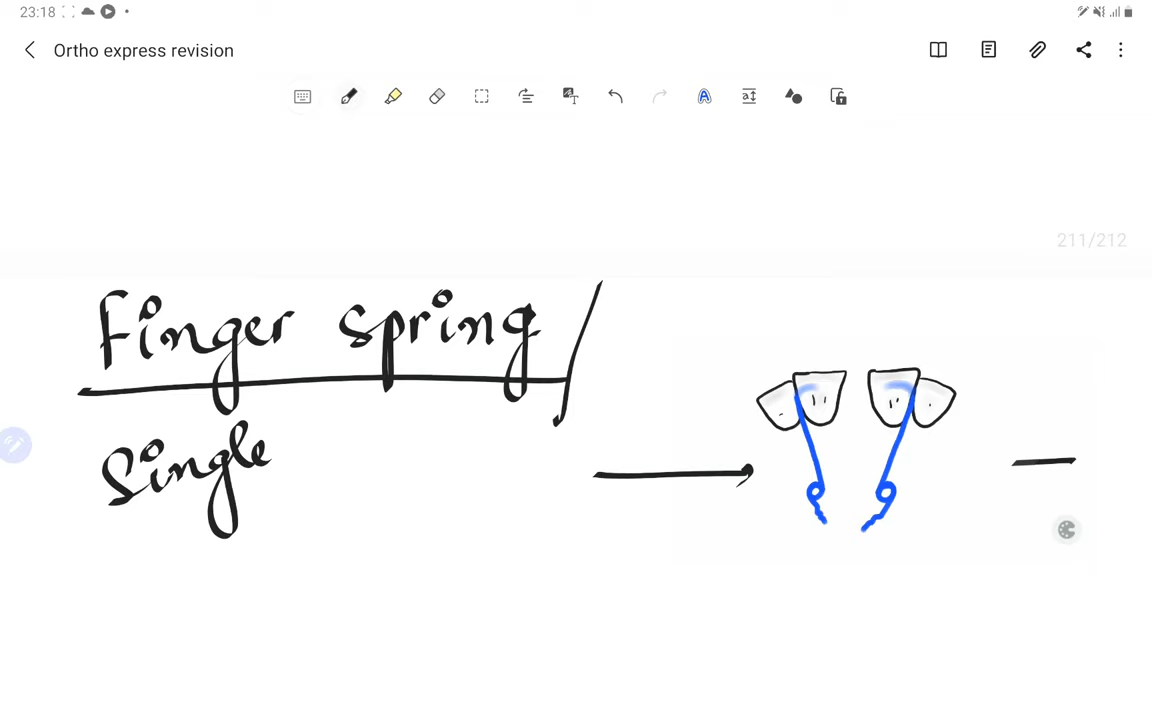 23:18
Ortho express revision
211/212
Finger spring/
Single